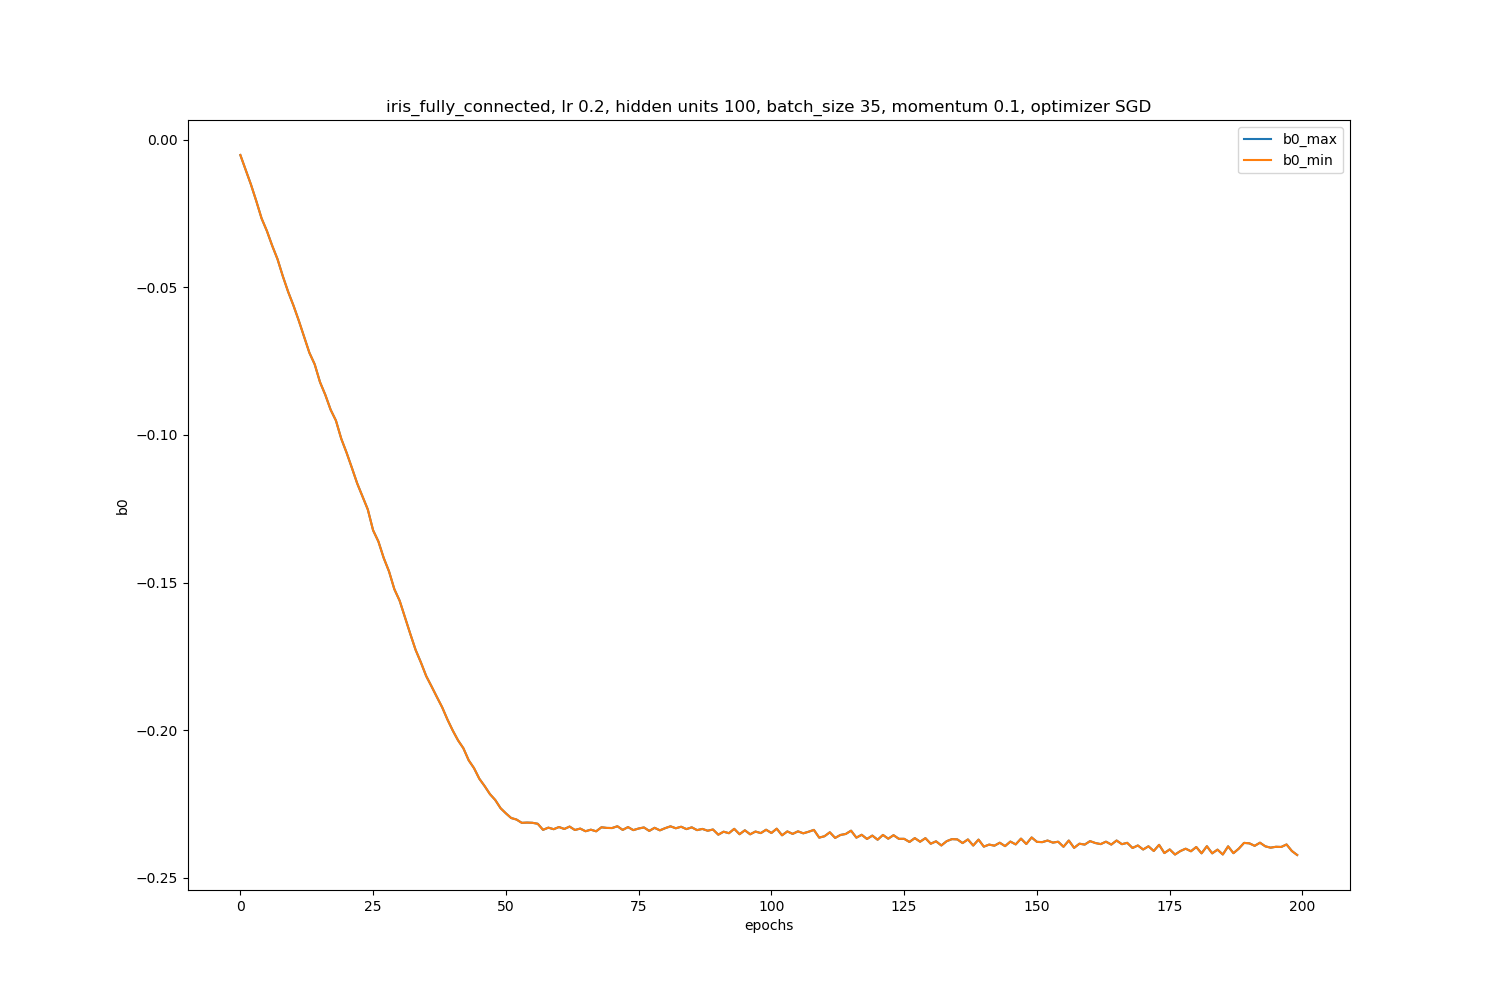 iris_fully_connected, lr 0.2, hidden units 100, batch_size 35, momentum 0.1, optimizer SGD
b0_max
b0_min
0.00
−0.05
−0.10
−0.15
−0.20
−0.25
b0
0 25 50 75 100 125 150 175 200
epochs